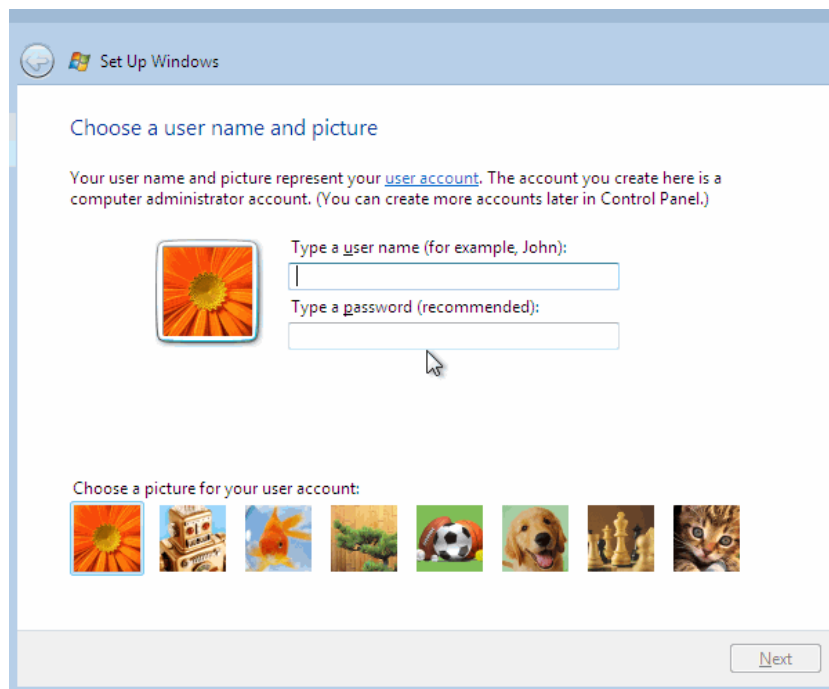 Set Up Windows
Choose a user name and picture
Your user name and picture represent your user account. The account you create here is a
computer administrator account. (You can create more accounts later in Control Panel.)
Type a user name (for example, John):
Type a password (recommended):
Choose a picture for your user account:
Next